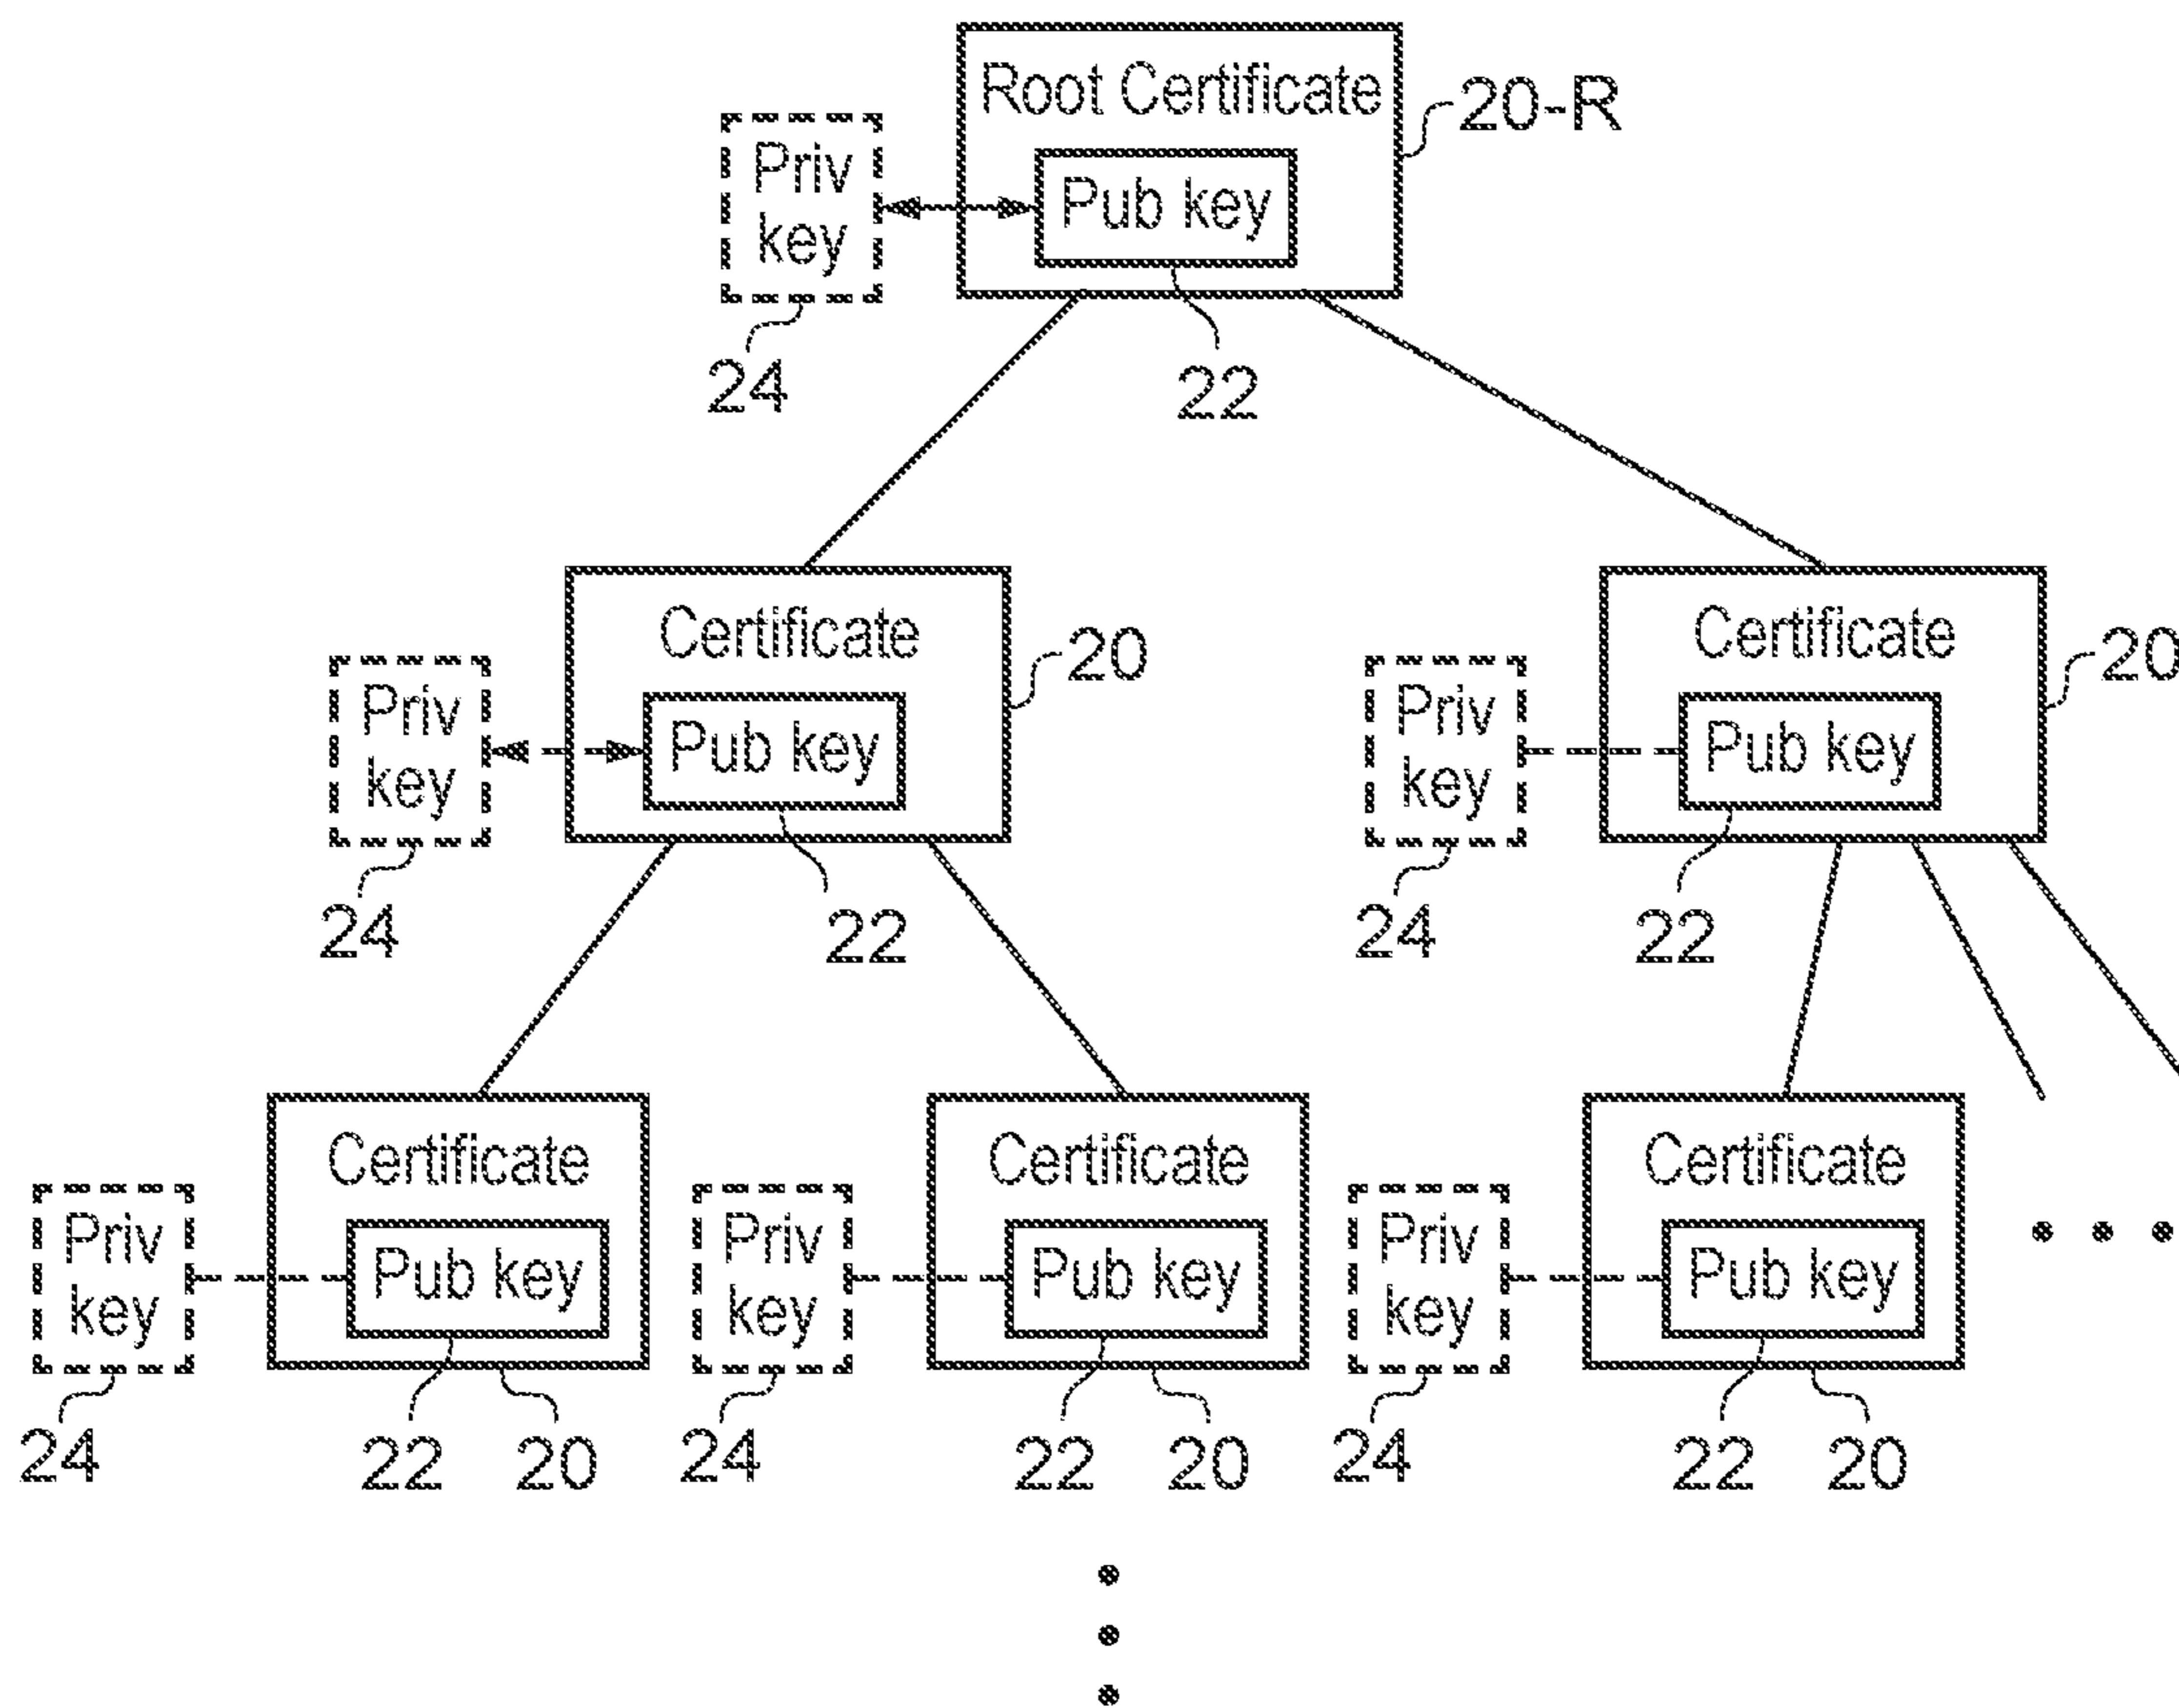 Root Certificate
20-R
Priv
key
Pub key
24
22
Certificate
20
Priv
key
Pub key
24
22
Certificate
20
Priv
key
Pub key
24
22
Certificate
Priv
key
Pub key
24
22
20
Certificate
Priv
key
Pub key
24
22
20
Certificate
Priv
key
Pub key
24
22
20